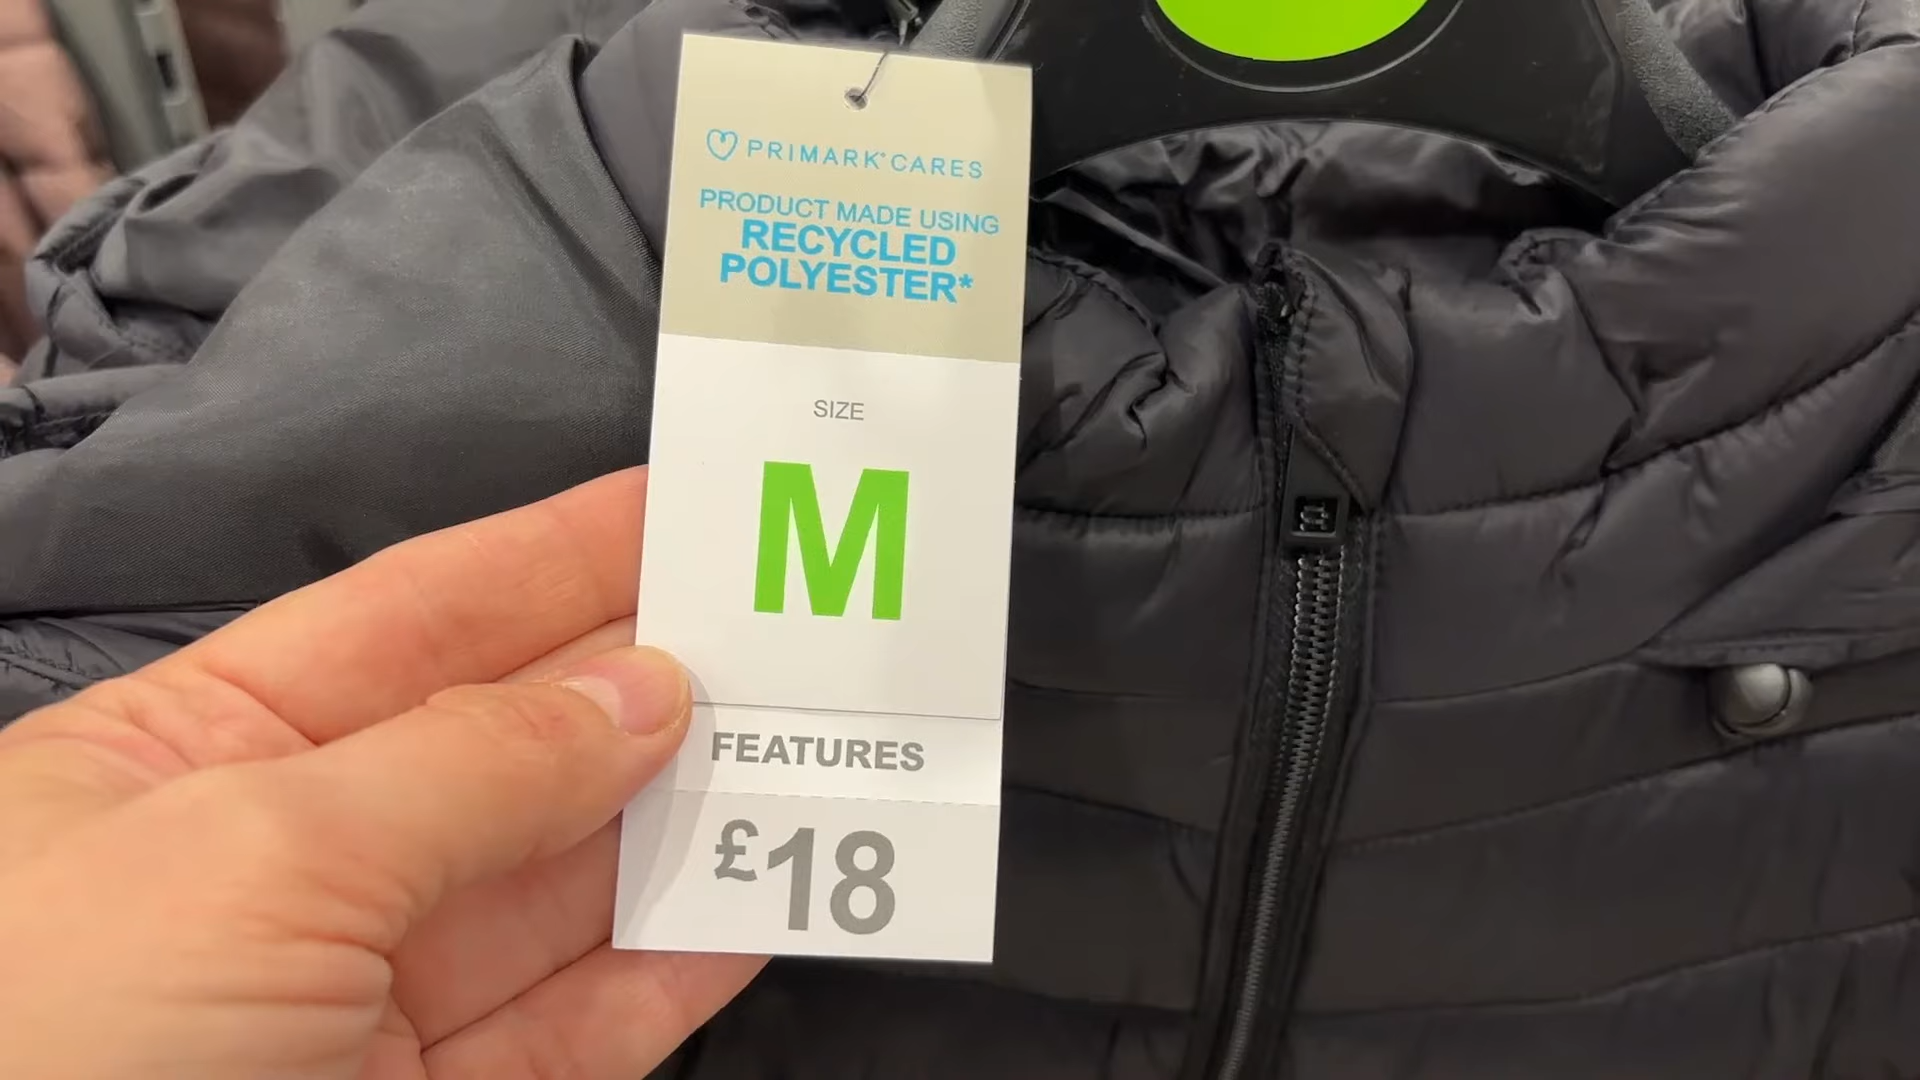 PRIMARK® CARES
PRODUCT MADE USING
RECYCLED
POLYESTER*
SIZE
M
FEATURES
£18